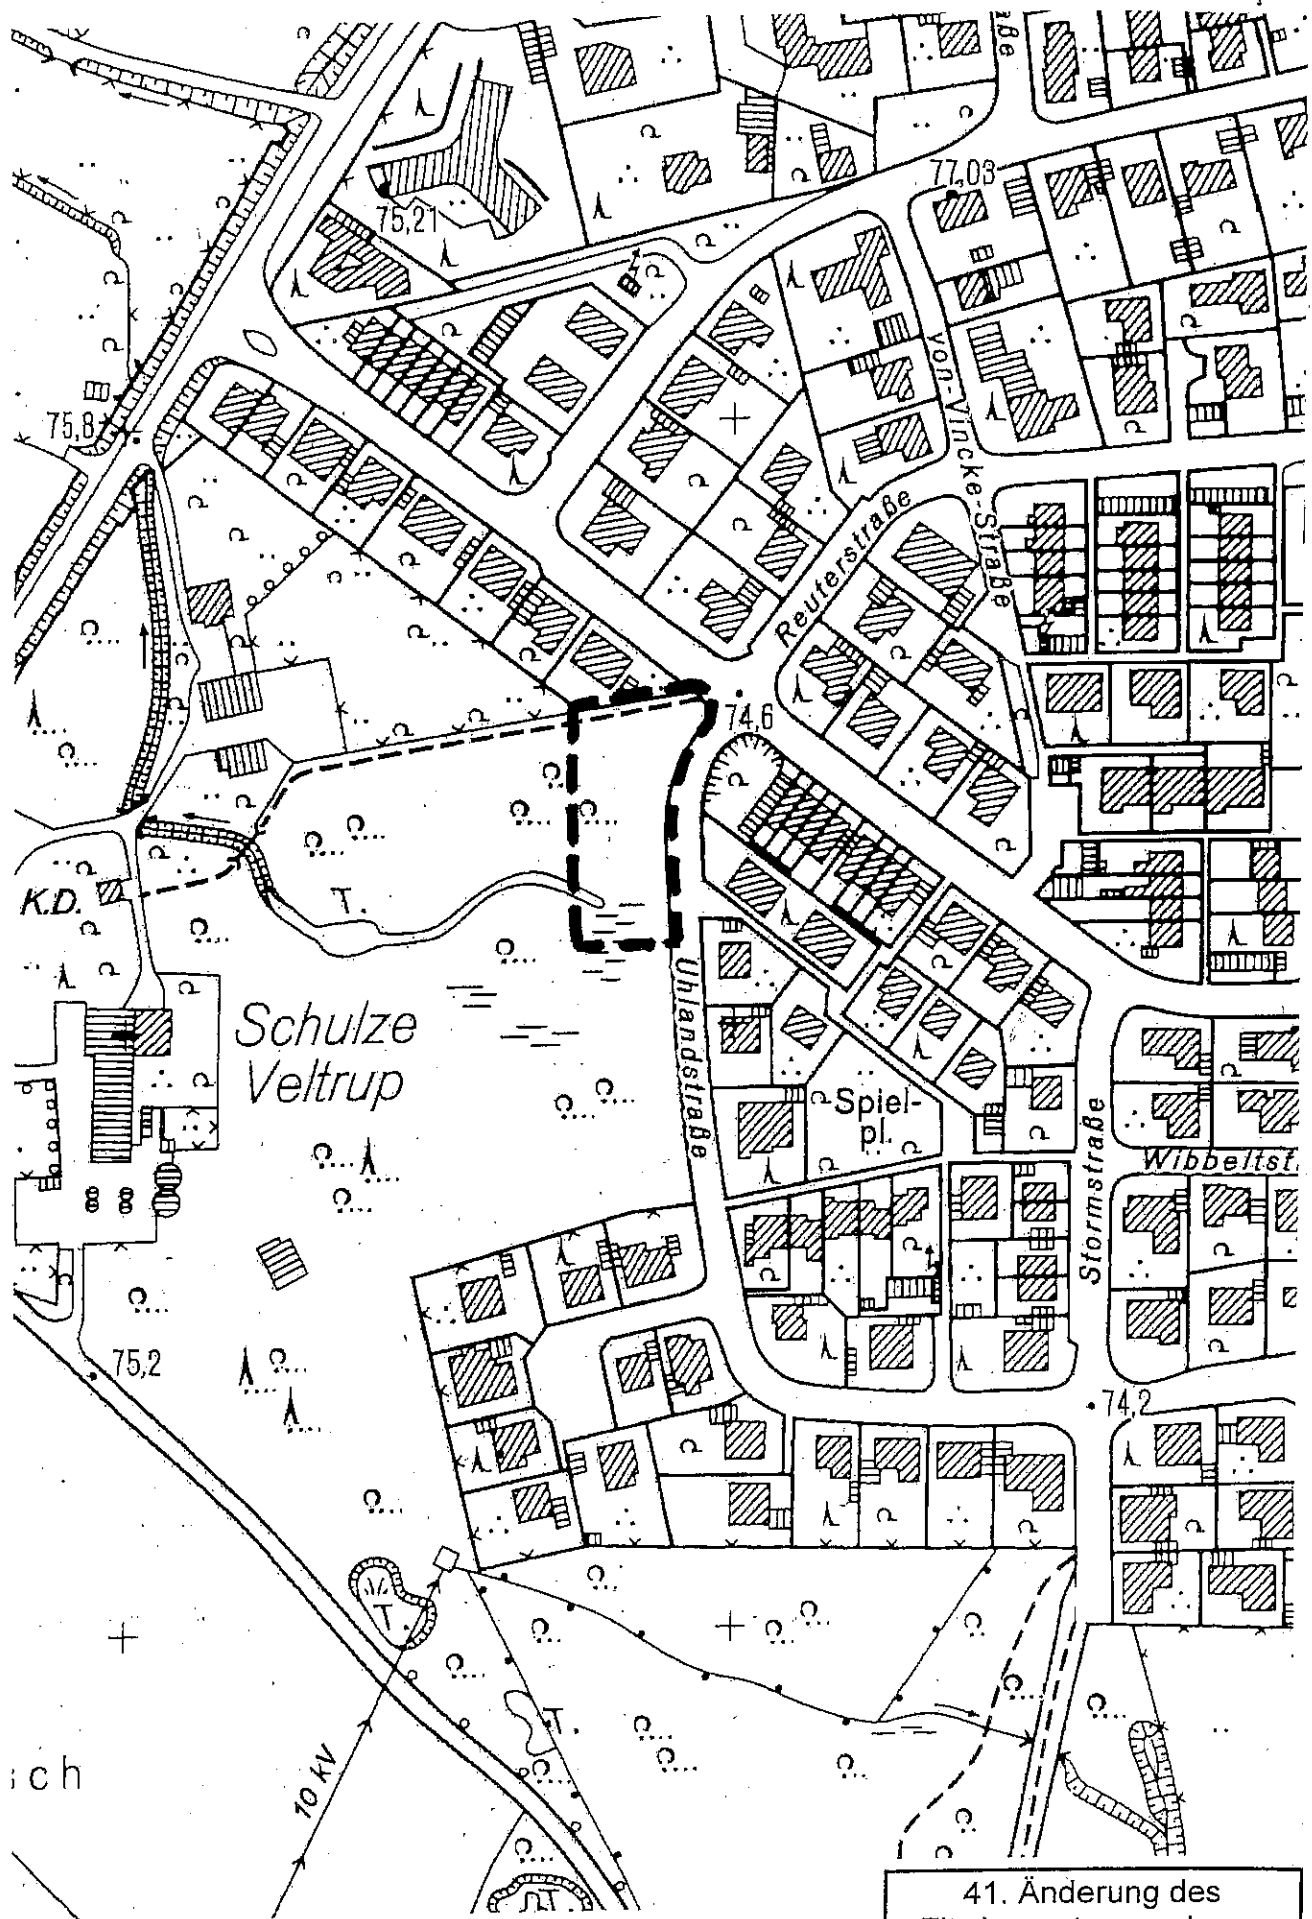 aße
77,03
75,21
von-Vincke-Straße
75,8
Reuterstraße
74,6
K.D.
T.
Uhlandstraße
Schulze
Veltrup
Spiel-
pl.
Stormstraße
Wibbeltst
75,2
74,2
T.
T.
10 kV
ch
T.
41. Änderung des